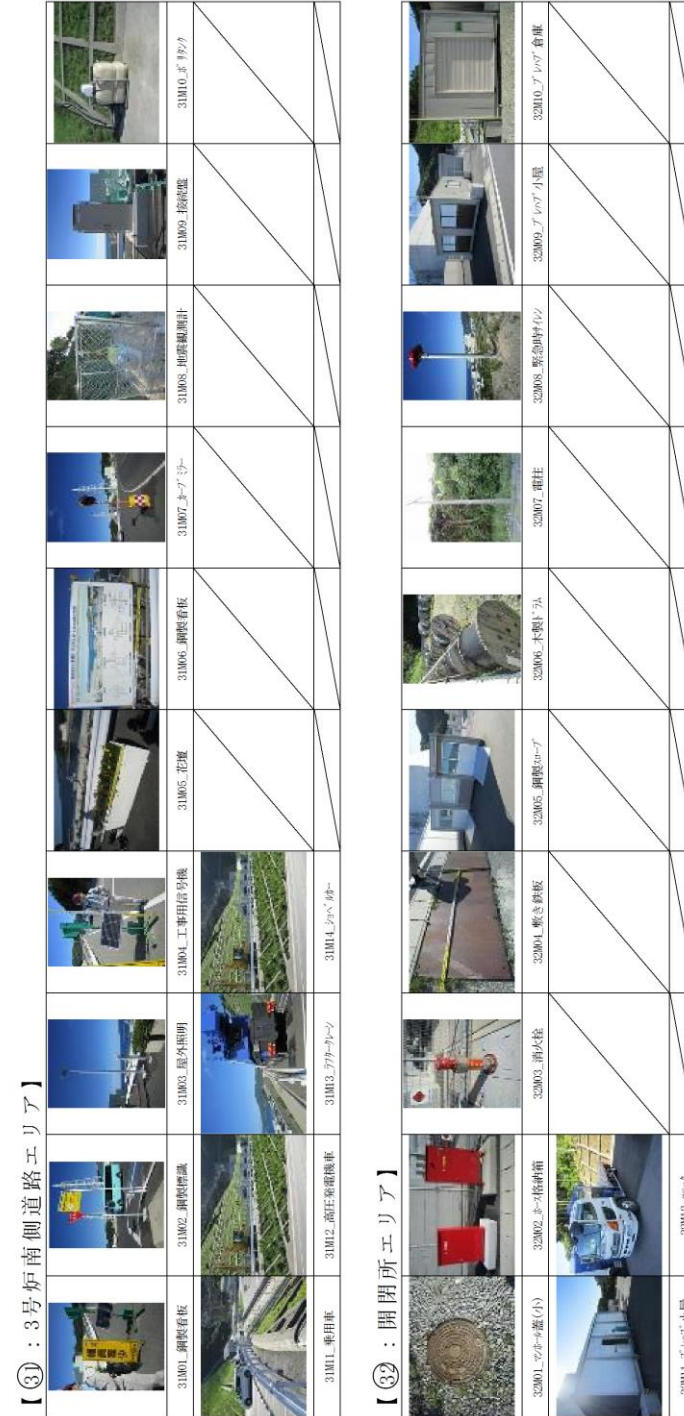 【㉛：3号炉南側道路エリア】
31M01_鋼製看板
31M02_鋼製標識
31M03_屋外照明
31M04_工事用信号機
31M05_花壇
31M06_鋼製看板
31M07_ｶｰﾌﾞﾐﾗｰ
31M08_地震観測計
31M09_接続盤
31M10_ﾎﾟﾘﾀﾝｸ
31M11_乗用車
31M12_高圧発電機車
31M13_ﾗﾌﾀｰｸﾚｰﾝ
31M14_ｼｮﾍﾞﾙｶｰ
【㉜：開閉所エリア】
32M01_ﾏﾝﾎｰﾙ蓋(小)
32M02_ﾎｰｽ格納箱
32M03_消火栓
32M04_敷き鉄板
32M05_鋼製ｽﾛｰﾌﾟ
32M06_木製ﾄﾞﾗﾑ
32M07_電柱
32M08_緊急時ｻｲﾚﾝ
32M09_ﾌﾟﾚﾊﾌﾞ小屋
32M10_ﾌﾟﾚﾊﾌﾞ倉庫